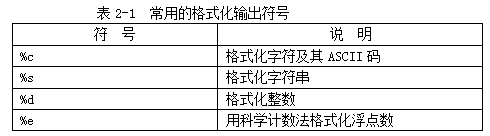 表 2-1 常用的格式化输出符号
符 号 说 明
%c 格式化字符及其 ASCII 码
%s 格式化字符串
%d 格式化整数
%e 用科学计数法格式化浮点数